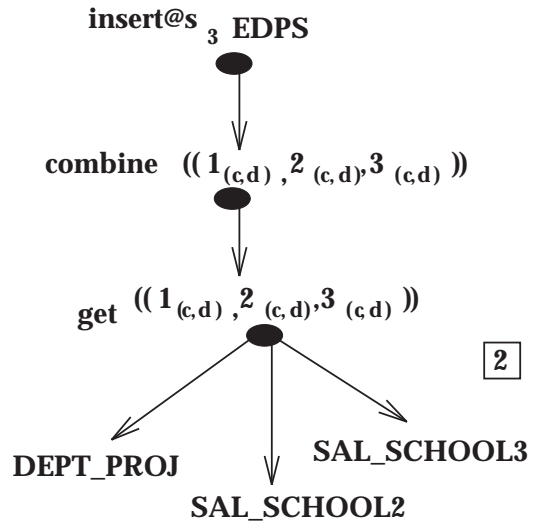 insert@s 3 EDPS
combine (( 1(c,d) ,2 (c,d),3 (c,d) ))
get (( 1(c,d) ,2 (c,d),3 (c,d) ))
2
DEPT_PROJ
SAL_SCHOOL3
SAL_SCHOOL2